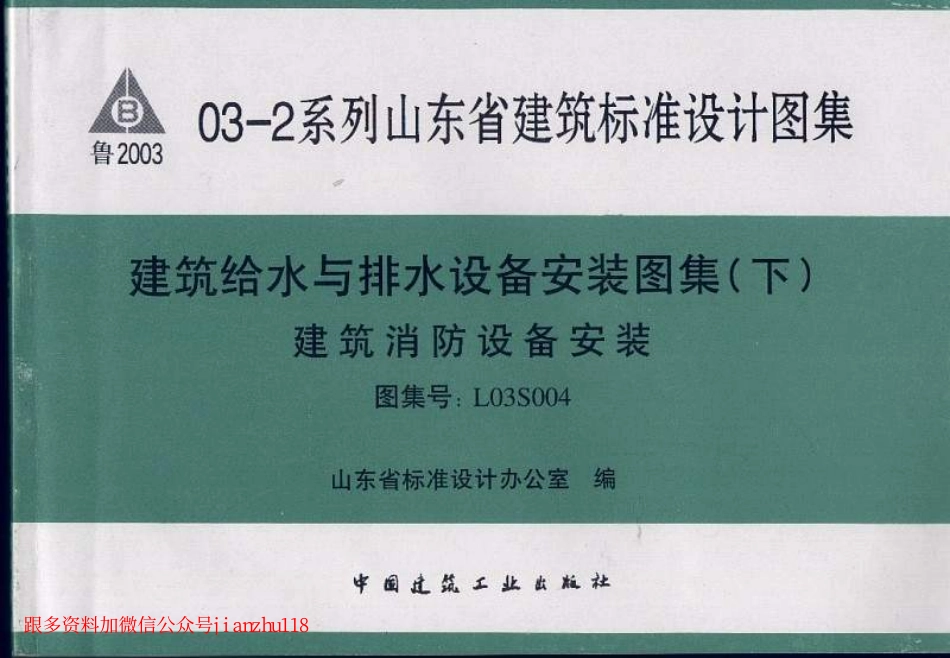 B
鲁2003
03-2系列山东省建筑标准设计图集
建筑给水与排水设备安装图集(下)
建筑消防设备安装
图集号: L03S004
山东省标准设计办公室 编
中国建筑工业出版社
跟多资料加微信公众号jianzhu118